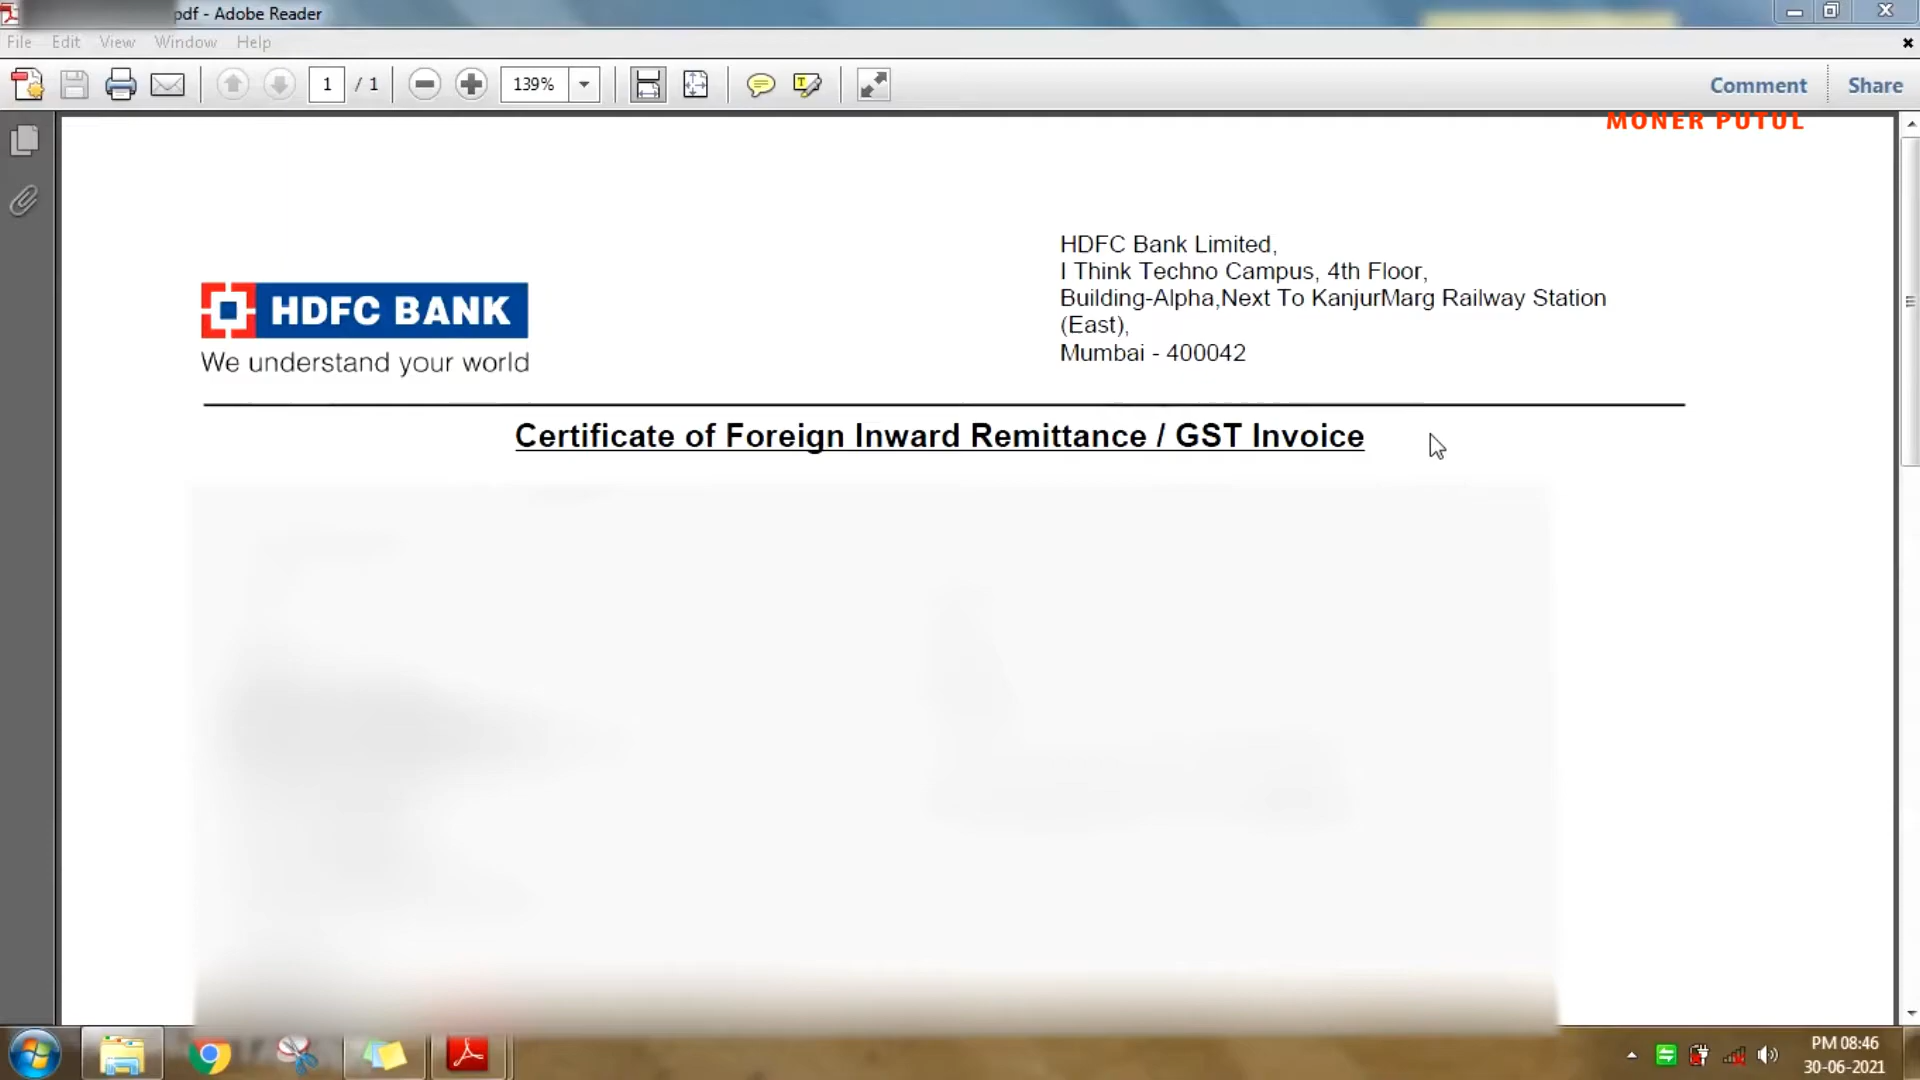 pdf - Adobe Reader
File Edit View Window Help
1 / 1 139% Comment Share
MONER PUTUL
HDFC Bank Limited,
I Think Techno Campus, 4th Floor,
Building-Alpha,Next To KanjurMarg Railway Station
(East),
Mumbai - 400042
HDFC BANK
We understand your world
Certificate of Foreign Inward Remittance / GST Invoice
PM 08:46
30-06-2021